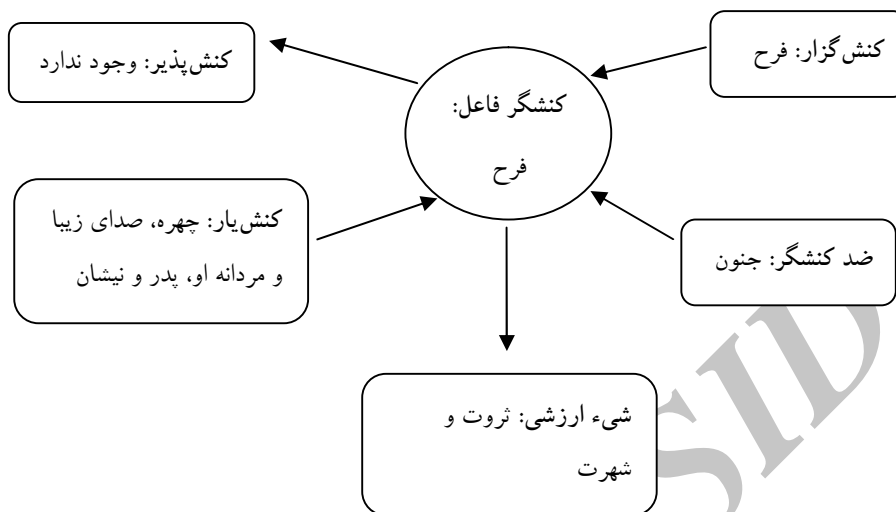 کنش‌گزار: فرح
کنش‌پذیر: وجود ندارد
کنشگر فاعل:
فرح
کنش‌یار: چهره، صدای زیبا
و مردانه او، پدر و نیشان
ضد کنشگر: جنون
شیء ارزشی: ثروت و
شهرت
SID